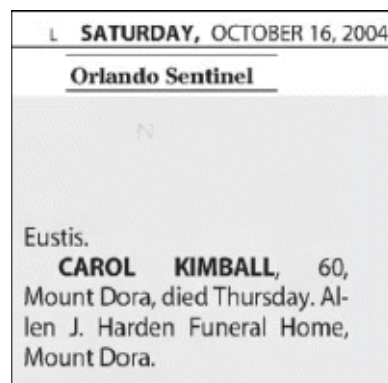 L SATURDAY, OCTOBER 16, 2004
Orlando Sentinel
N
Eustis.
CAROL KIMBALL, 60,
Mount Dora, died Thursday. Al-
len J. Harden Funeral Home,
Mount Dora.